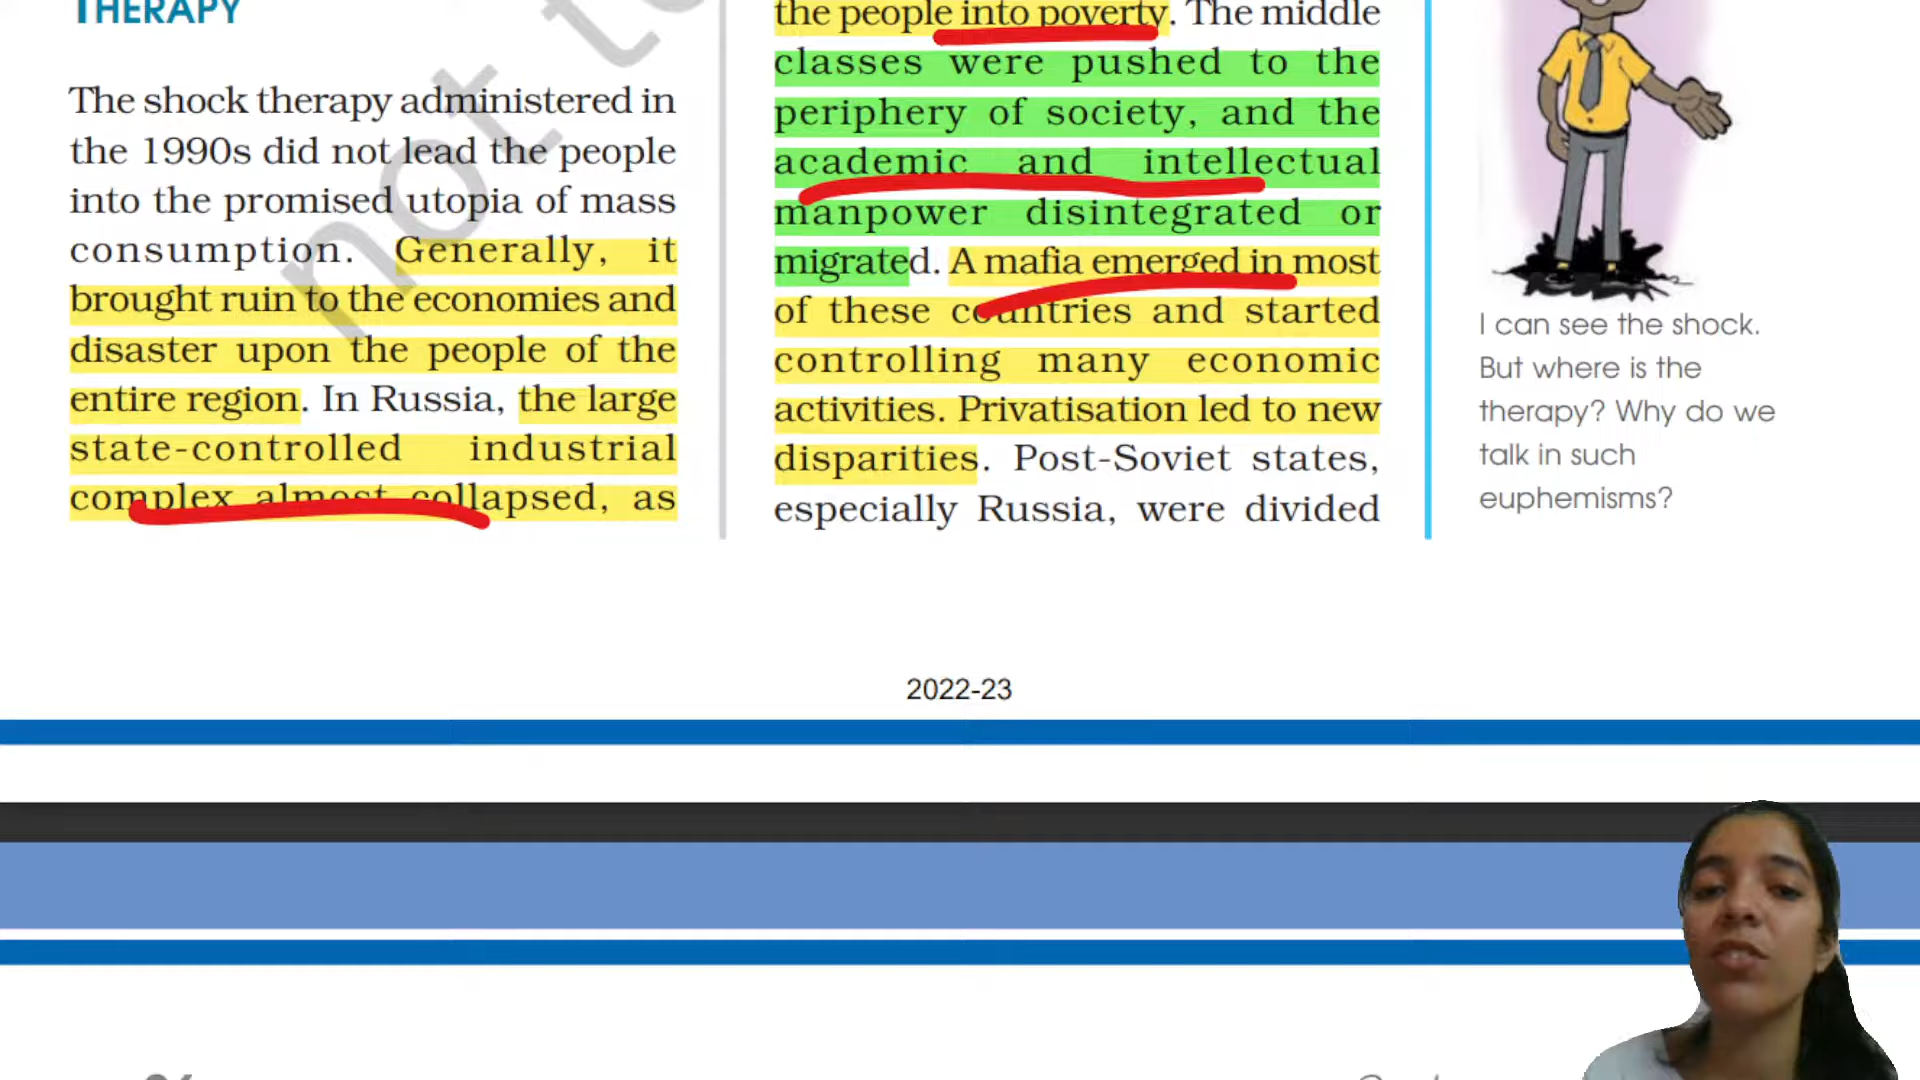 THERAPY
The shock therapy administered in
the 1990s did not lead the people
into the promised utopia of mass
consumption. Generally, it
brought ruin to the economies and
disaster upon the people of the
entire region. In Russia, the large
state-controlled industrial
complex almost collapsed, as
the people into poverty. The middle
classes were pushed to the
periphery of society, and the
academic and intellectual
manpower disintegrated or
migrated. A mafia emerged in most
of these countries and started
controlling many economic
activities. Privatisation led to new
disparities. Post-Soviet states,
especially Russia, were divided
I can see the shock.
But where is the
therapy? Why do we
talk in such
euphemisms?
not to
2022-23